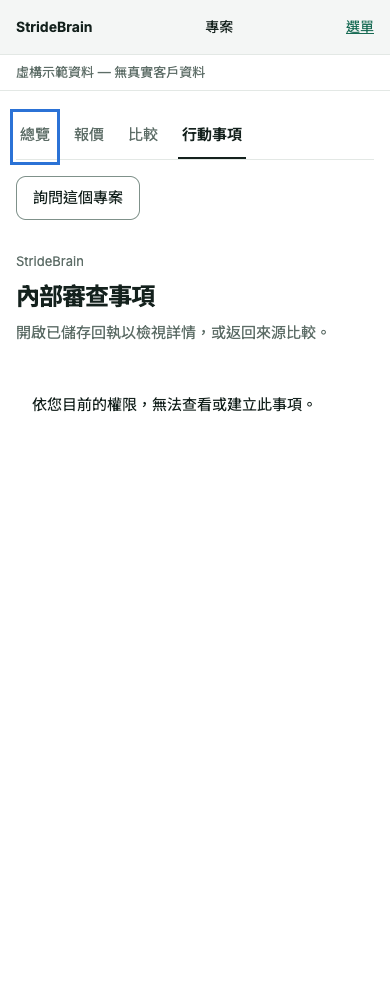 StrideBrain
專案
選單
虛構示範資料 — 無真實客戶資料
總覽
報價
比較
行動事項
詢問這個專案
StrideBrain
內部審查事項
開啟已儲存回執以檢視詳情，或返回來源比較。
依您目前的權限，無法查看或建立此事項。